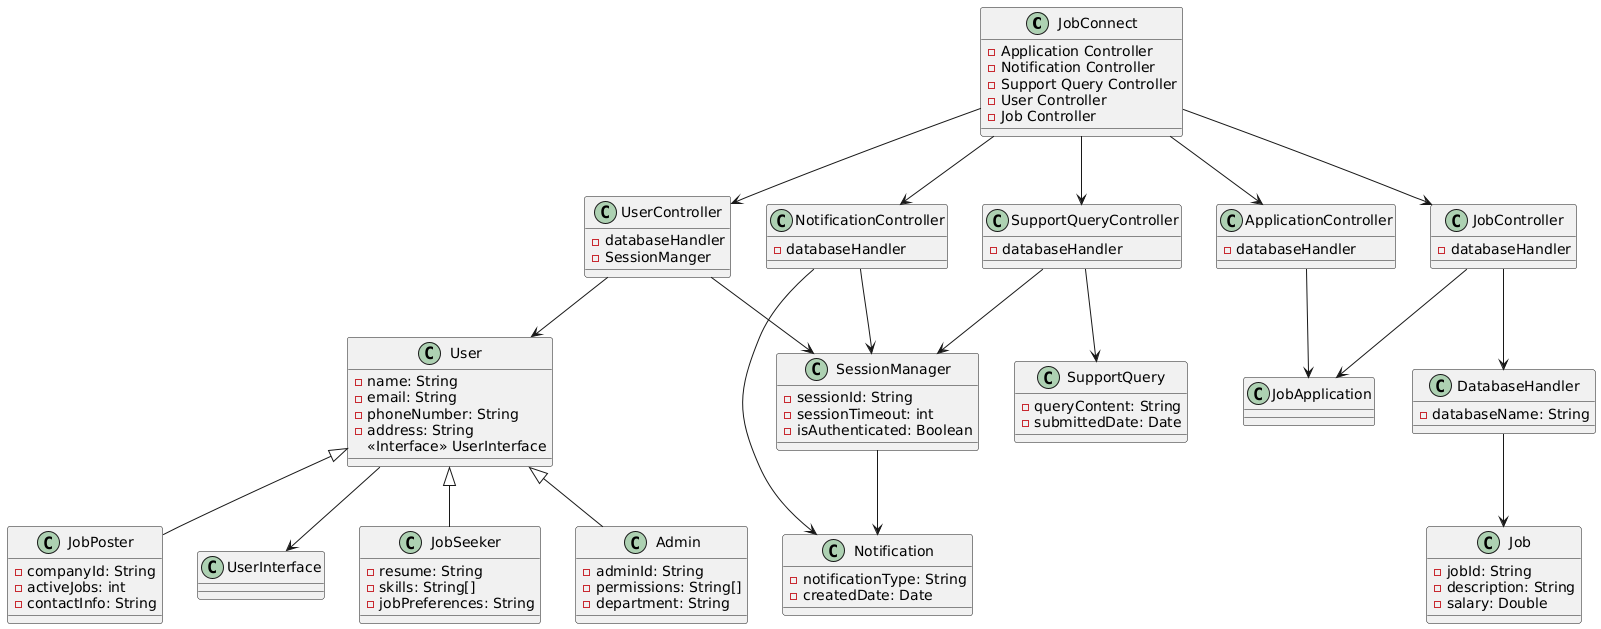 C JobConnect
Application Controller
Notification Controller
Support Query Controller
User Controller
Job Controller
C UserController
databaseHandler
SessionManger
C NotificationController
databaseHandler
C SupportQueryController
databaseHandler
C ApplicationController
databaseHandler
C JobController
databaseHandler
C User
name: String
email: String
phoneNumber: String
address: String
«Interface» UserInterface
C SessionManager
sessionId: String
sessionTimeout: int
isAuthenticated: Boolean
C SupportQuery
queryContent: String
submittedDate: Date
C JobApplication
C DatabaseHandler
databaseName: String
C JobPoster
companyId: String
activeJobs: int
contactInfo: String
C UserInterface
C JobSeeker
resume: String
skills: String[]
jobPreferences: String
C Admin
adminId: String
permissions: String[]
department: String
C Notification
notificationType: String
createdDate: Date
C Job
jobId: String
description: String
salary: Double